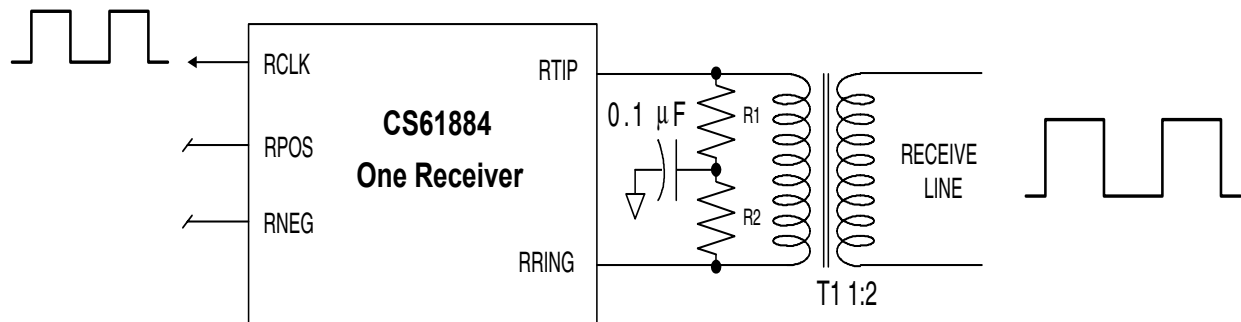 RCLK
RPOS
RNEG
CS61884
One Receiver
RTIP
RRING
0.1 μF
R1
R2
RECEIVE
LINE
T1 1:2